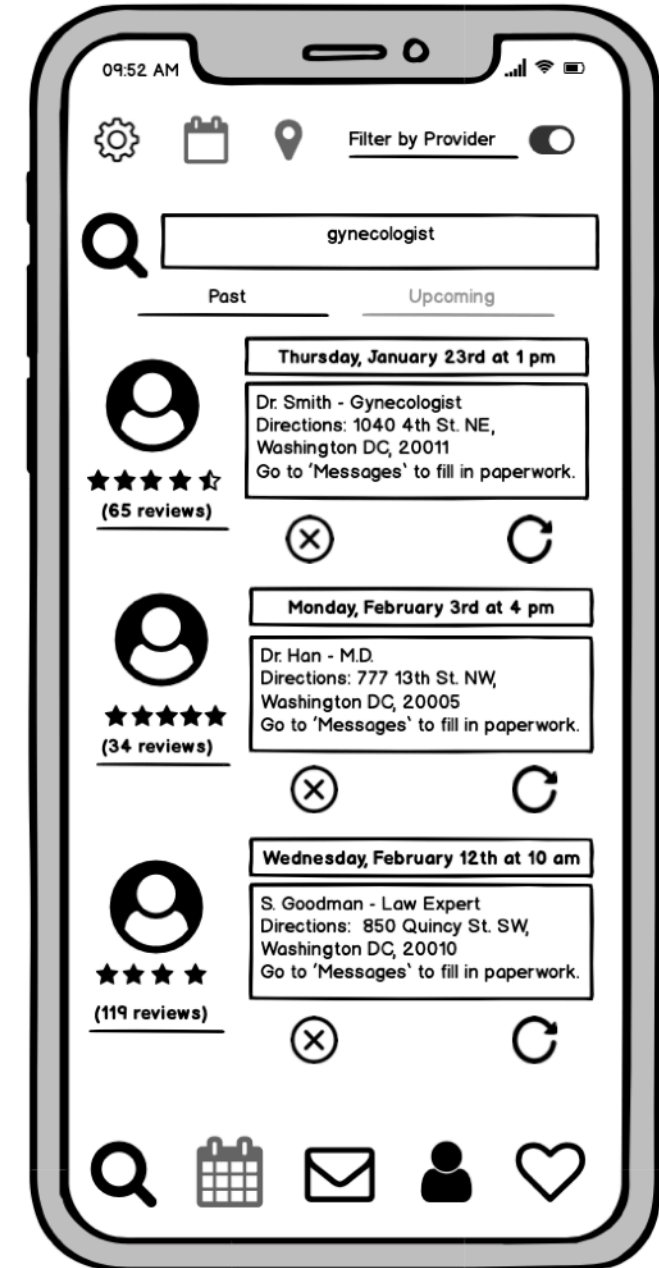 09:52 AM
Filter by Provider
gynecologist
Past
Upcoming
Thursday, January 23rd at 1 pm
Dr. Smith - Gynecologist
Directions: 1040 4th St. NE,
Washington DC, 20011
Go to ‘Messages‘ to fill in paperwork.
(65 reviews)
Monday, February 3rd at 4 pm
Dr. Han - M.D.
Directions: 777 13th St. NW,
Washington DC, 20005
Go to ‘Messages‘ to fill in paperwork.
(34 reviews)
Wednesday, February 12th at 10 am
S. Goodman - Law Expert
Directions:  850 Quincy St. SW,
Washington DC, 20010
Go to ‘Messages‘ to fill in paperwork.
(119 reviews)